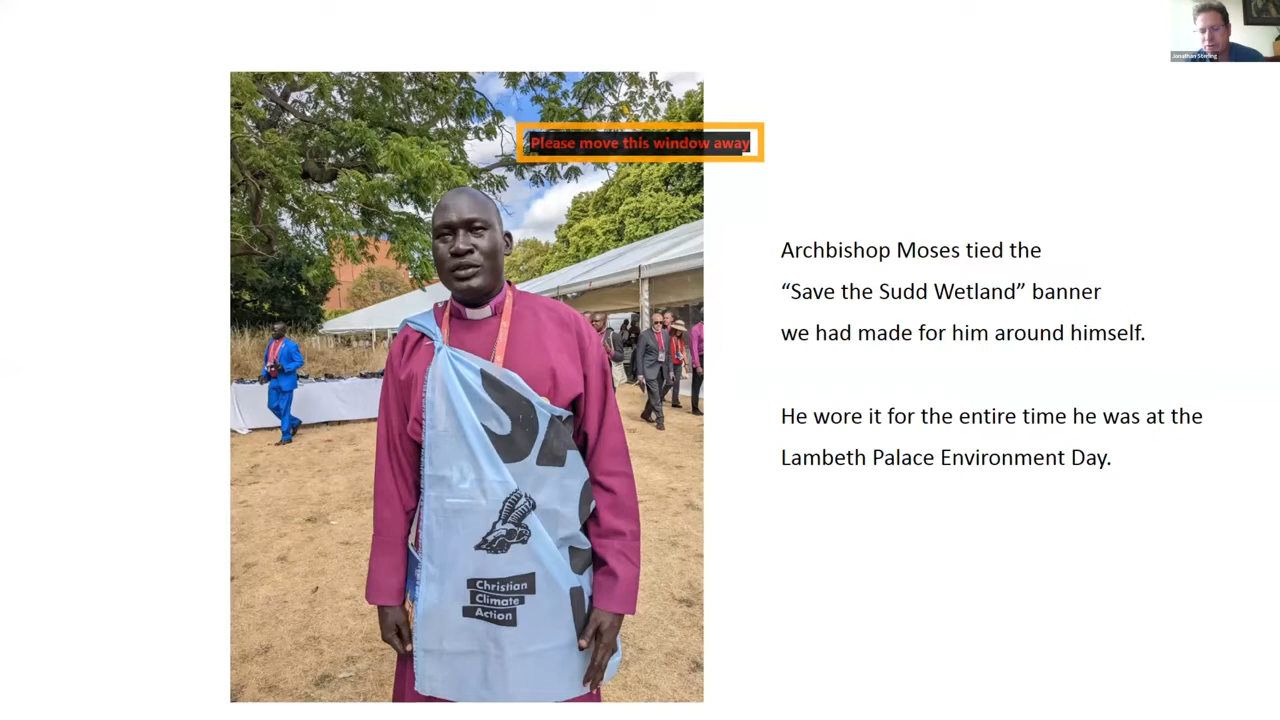 Jonathan Stirling
Please move this window away
Archbishop Moses tied the
“Save the Sudd Wetland” banner
we had made for him around himself.
He wore it for the entire time he was at the
Lambeth Palace Environment Day.
Christian
Climate
Action